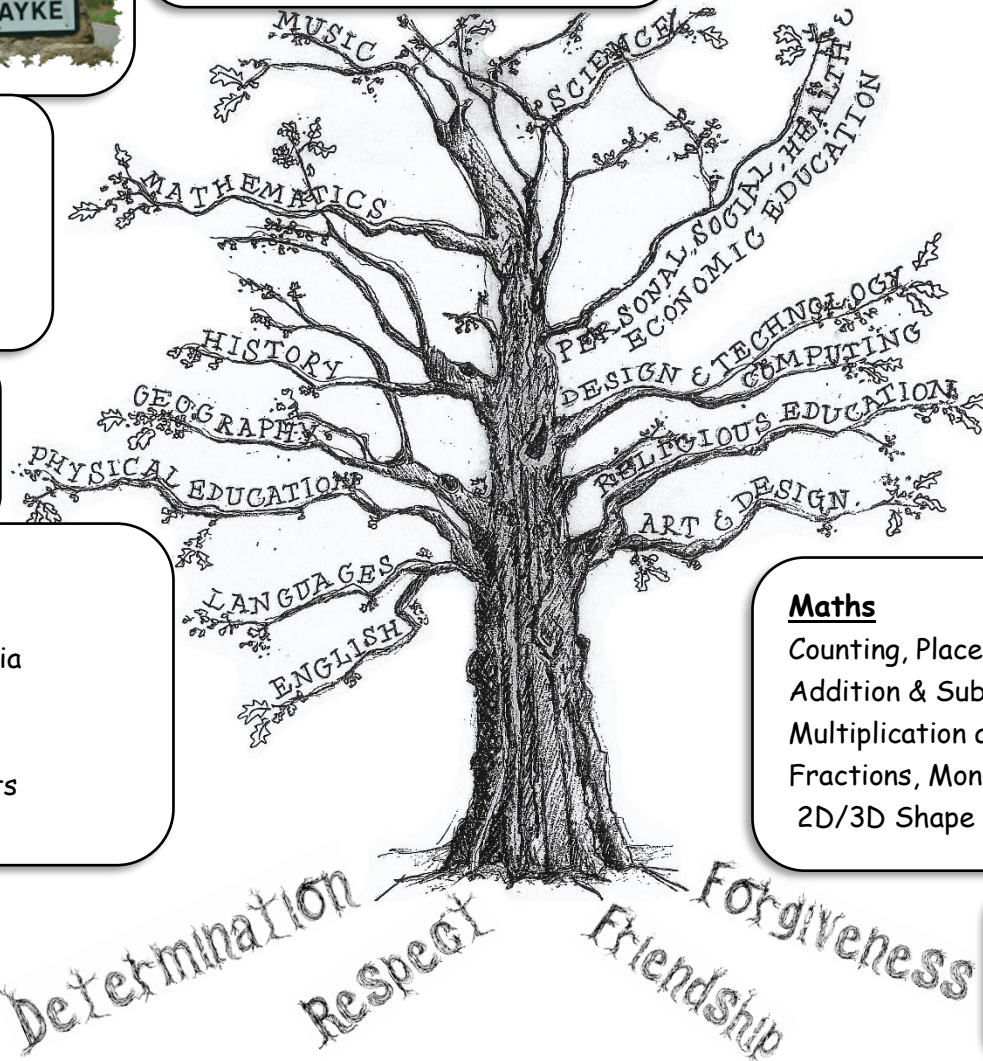 AYKE
MUSIC
SCIENCE
MATHEMATICS
PERSONAL, SOCIAL, HEALTH &
ECONOMIC EDUCATION
HISTORY
DESIGN & TECHNOLOGY
COMPUTING
GEOGRAPHY
RELIGIOUS EDUCATION
PHYSICAL EDUCATION
ART & DESIGN
LANGUAGES
ENGLISH
ia
ts
Maths
Counting, Place
Addition & Sub
Multiplication
Fractions, Mon
2D/3D Shape
Determination
Respect
Friendship
Forgiveness